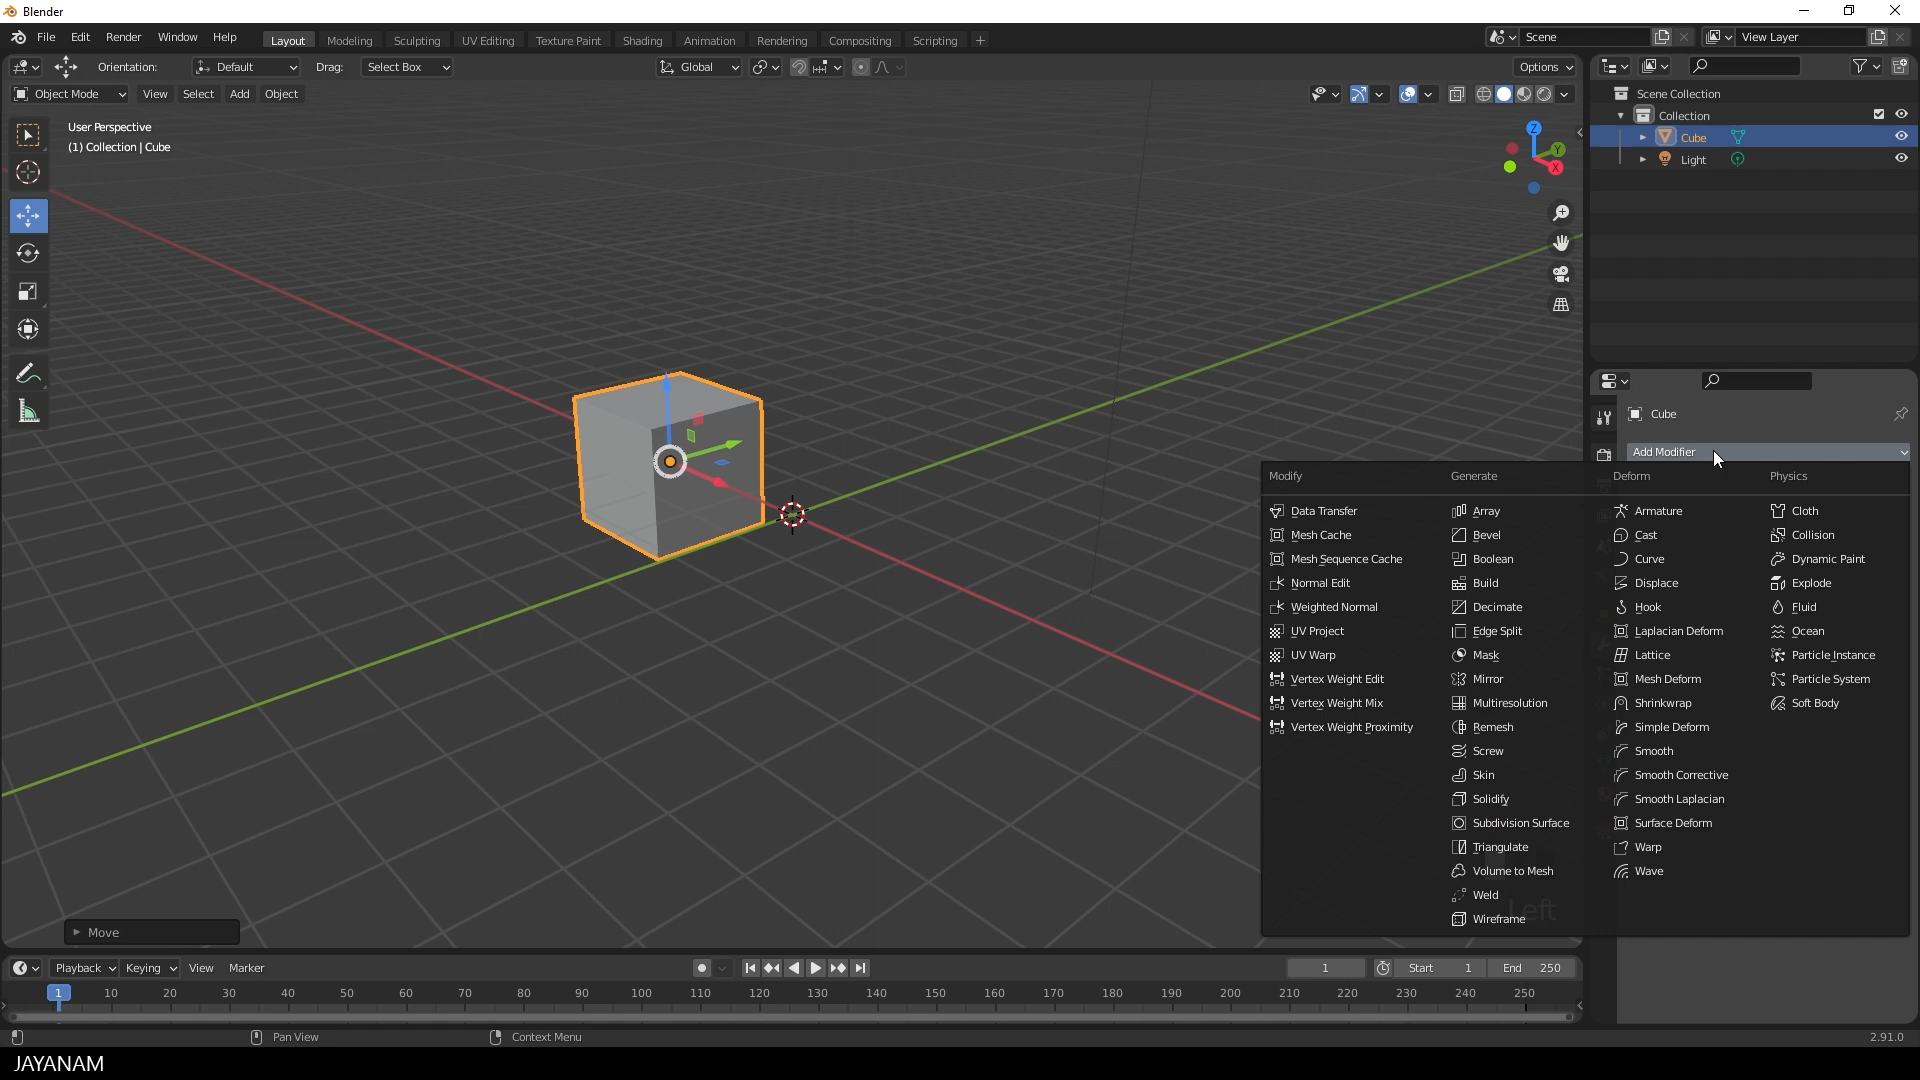 Blender
File Edit Render Window Help Layout Modeling Sculpting UV Editing Texture Paint Shading Animation Rendering Compositing Scripting + Scene View Layer
Orientation: Default Drag: Select Box Global Options
Object Mode View Select Add Object
User Perspective
(1) Collection | Cube
Z
Y
X
Scene Collection
Collection
Cube
Light
Cube
Add Modifier
Modify Generate Deform Physics
Data Transfer Array Armature Cloth
Mesh Cache Bevel Cast Collision
Mesh Sequence Cache Boolean Curve Dynamic Paint
Normal Edit Build Displace Explode
Weighted Normal Decimate Hook Fluid
UV Project Edge Split Laplacian Deform Ocean
UV Warp Mask Lattice Particle Instance
Vertex Weight Edit Mirror Mesh Deform Particle System
Vertex Weight Mix Multiresolution Shrinkwrap Soft Body
Vertex Weight Proximity Remesh Simple Deform
Screw Smooth
Skin Smooth Corrective
Solidify Smooth Laplacian
Subdivision Surface Surface Deform
Triangulate Warp
Volume to Mesh Wave
Weld
Left
Wireframe
Move
Playback Keying View Marker 1 Start 1 End 250
1 10 20 30 40 50 60 70 80 90 100 110 120 130 140 150 160 170 180 190 200 210 220 230 240 250
Pan View Context Menu 2.91.0
JAYANAM